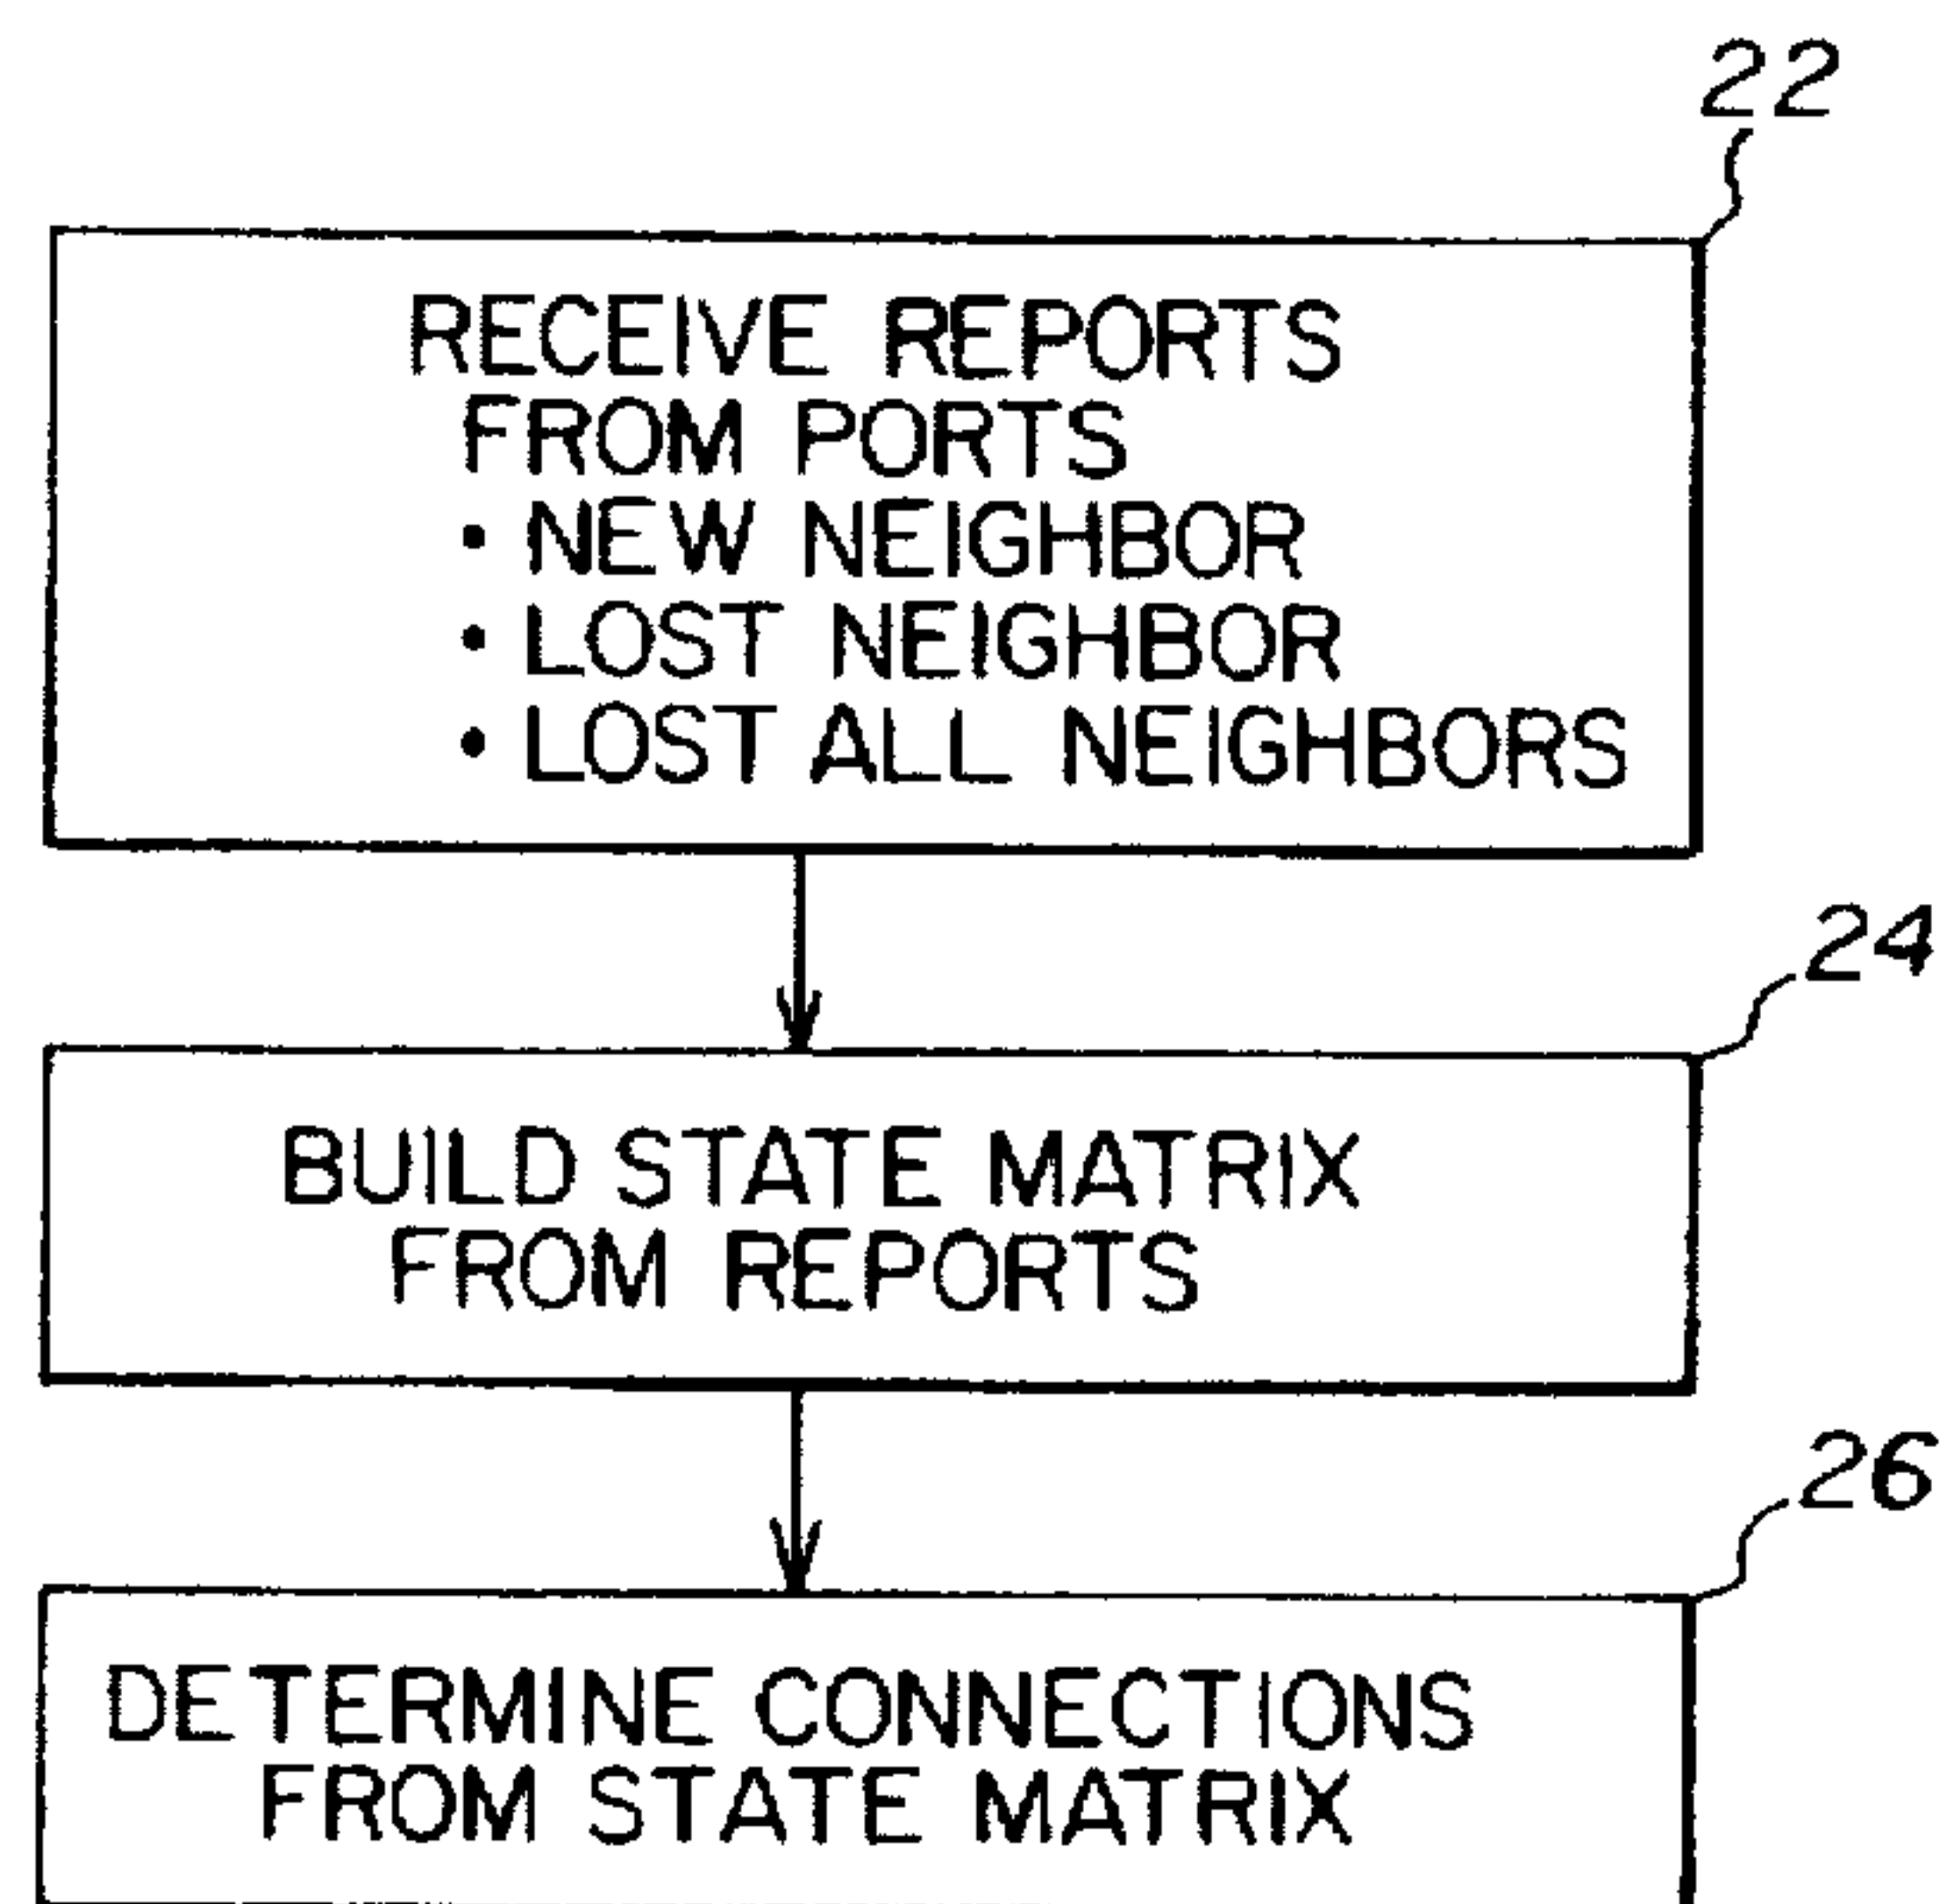 22
RECEIVE REPORTS
FROM PORTS
• NEW NEIGHBOR
• LOST NEIGHBOR
• LOST ALL NEIGHBORS
24
BUILD STATE MATRIX
FROM REPORTS
26
DETERMINE CONNECTIONS
FROM STATE MATRIX